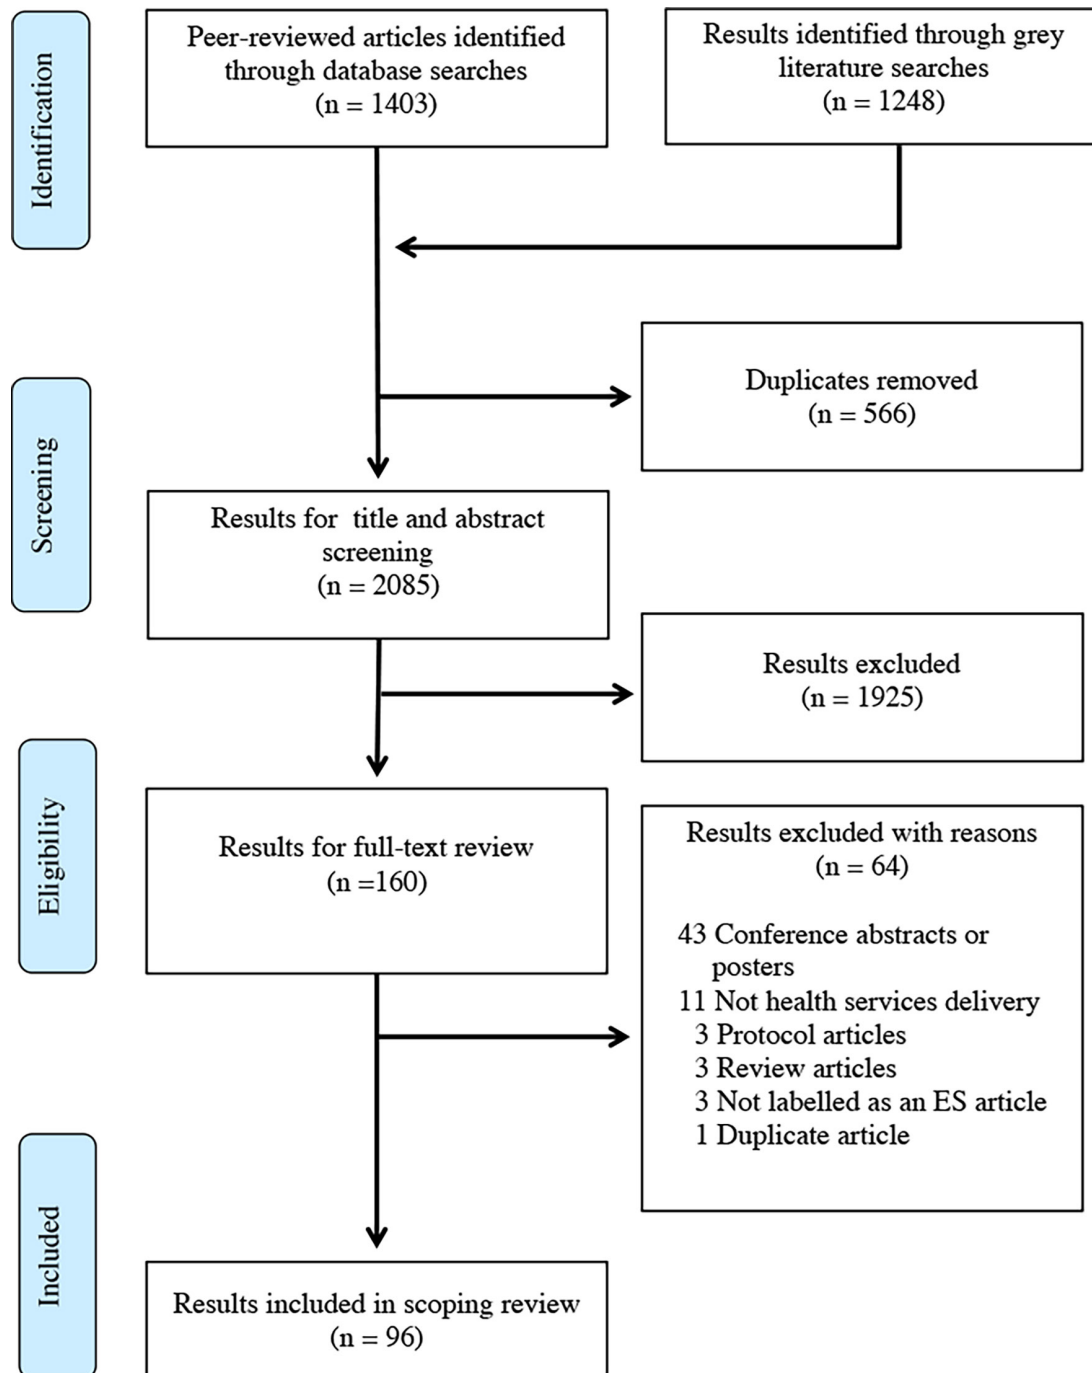 Identification
Peer-reviewed articles identified
through database searches
(n = 1403)
Results identified through grey
literature searches
(n = 1248)
Screening
Duplicates removed
(n = 566)
Results for title and abstract
screening
(n = 2085)
Results excluded
(n = 1925)
Eligibility
Results for full-text review
(n =160)
Results excluded with reasons
(n = 64)
43 Conference abstracts or
posters
11 Not health services delivery
3 Protocol articles
3 Review articles
3 Not labelled as an ES article
1 Duplicate article
Included
Results included in scoping review
(n = 96)